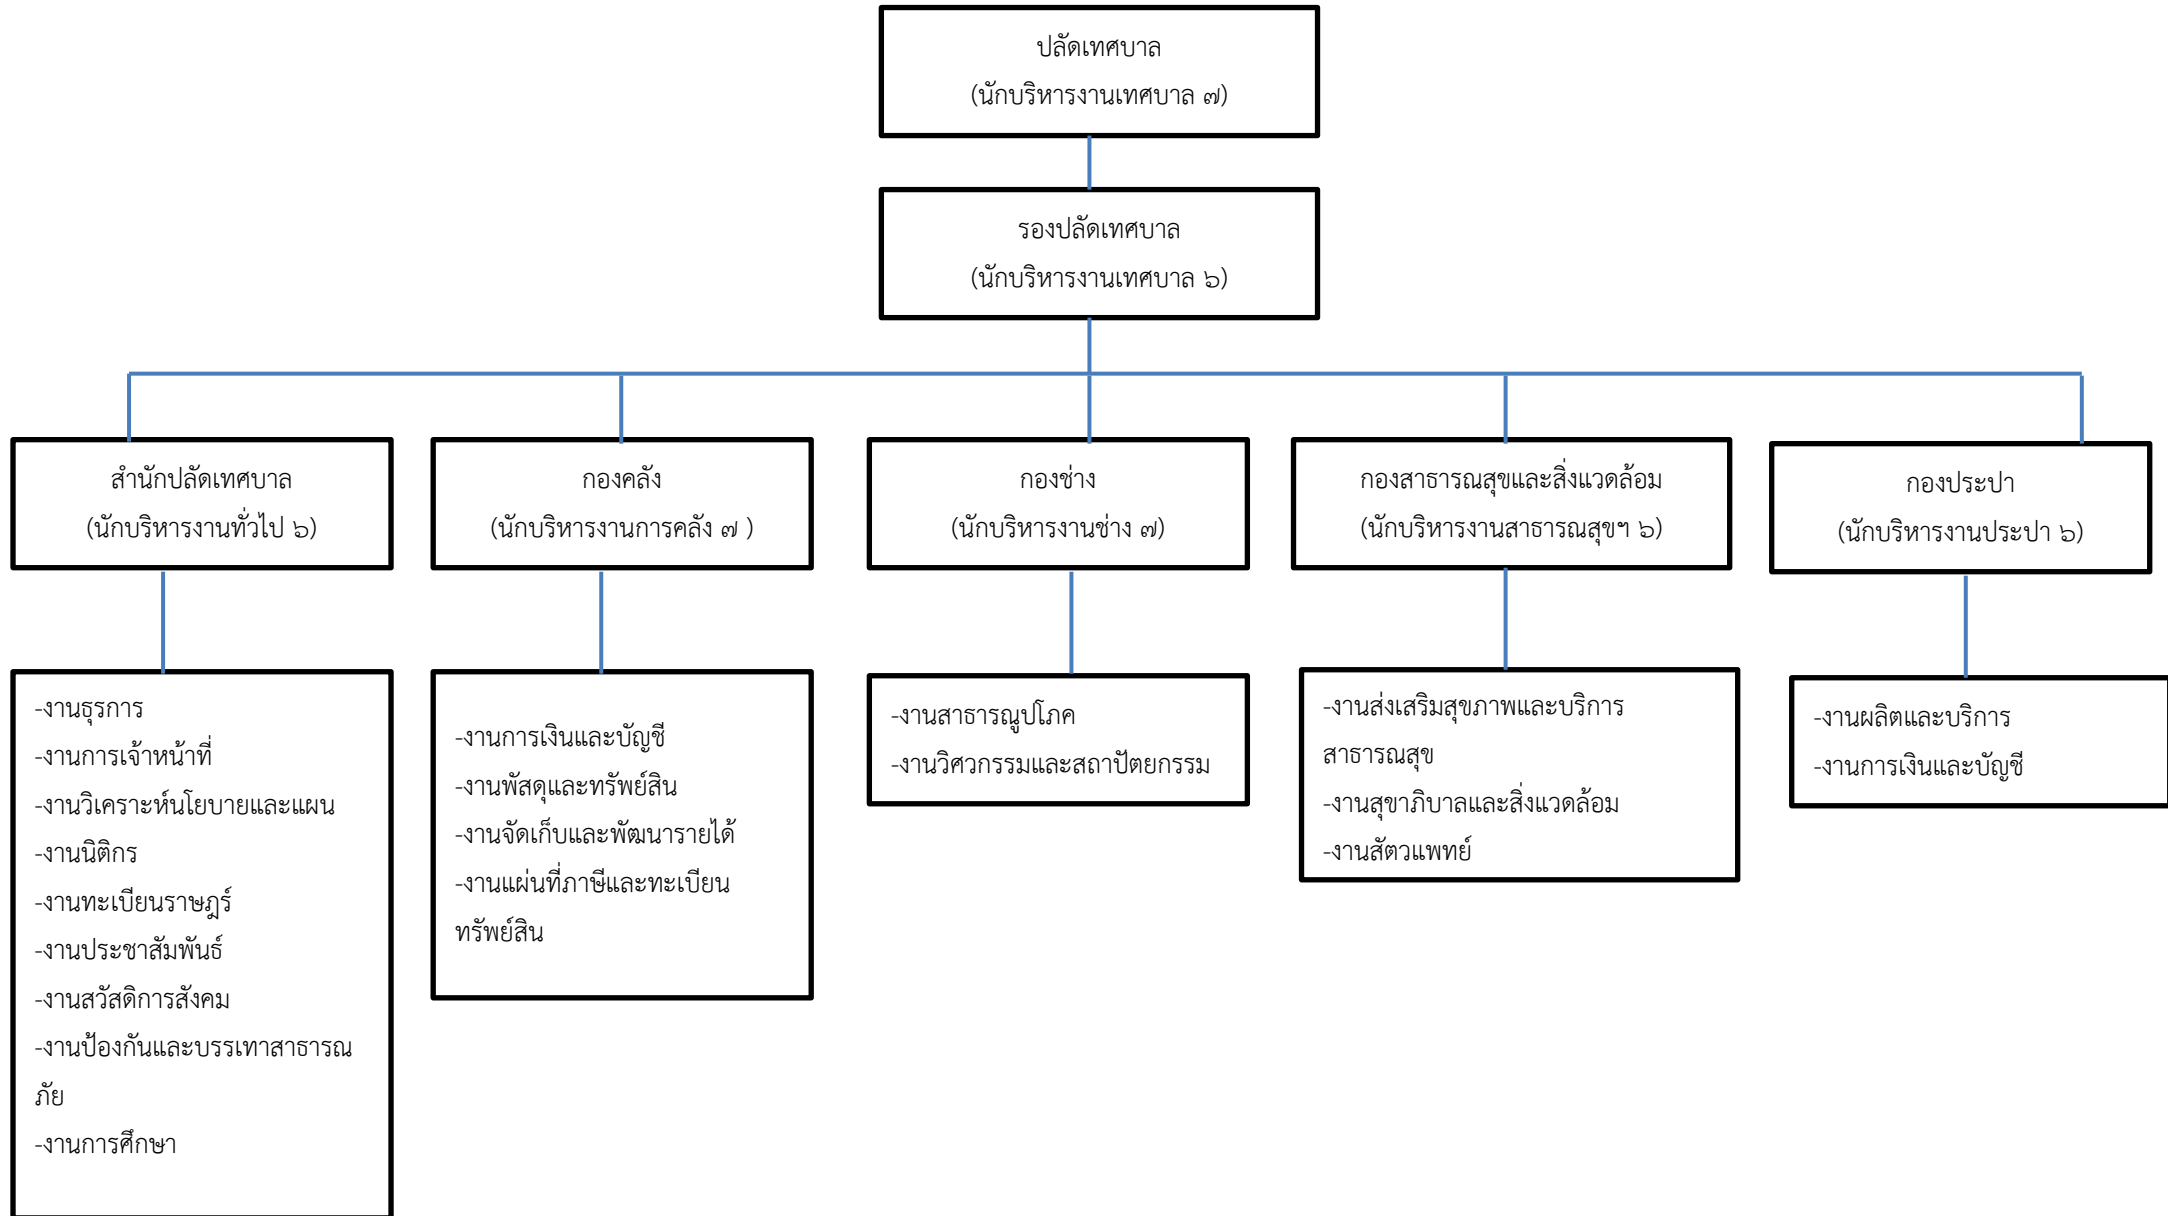 ปลัดเทศบาล
(นักบริหารงานเทศบาล ๗)
รองปลัดเทศบาล
(นักบริหารงานเทศบาล ๖)
สำนักปลัดเทศบาล
(นักบริหารงานทั่วไป ๖)
กองคลัง
(นักบริหารงานการคลัง ๗ )
กองช่าง
(นักบริหารงานช่าง ๗)
กองสาธารณสุขและสิ่งแวดล้อม
(นักบริหารงานสาธารณสุขฯ ๖)
กองประปา
(นักบริหารงานประปา ๖)
-งานธุรการ
-งานการเจ้าหน้าที่
-งานวิเคราะห์นโยบายและแผน
-งานนิติกร
-งานทะเบียนราษฎร์
-งานประชาสัมพันธ์
-งานสวัสดิการสังคม
-งานป้องกันและบรรเทาสาธารณ
ภัย
-งานการศึกษา
-งานการเงินและบัญชี
-งานพัสดุและทรัพย์สิน
-งานจัดเก็บและพัฒนารายได้
-งานแผ่นที่ภาษีและทะเบียน
ทรัพย์สิน
-งานสาธารณูปโภค
-งานวิศวกรรมและสถาปัตยกรรม
-งานส่งเสริมสุขภาพและบริการ
สาธารณสุข
-งานสุขาภิบาลและสิ่งแวดล้อม
-งานสัตวแพทย์
-งานผลิตและบริการ
-งานการเงินและบัญชี